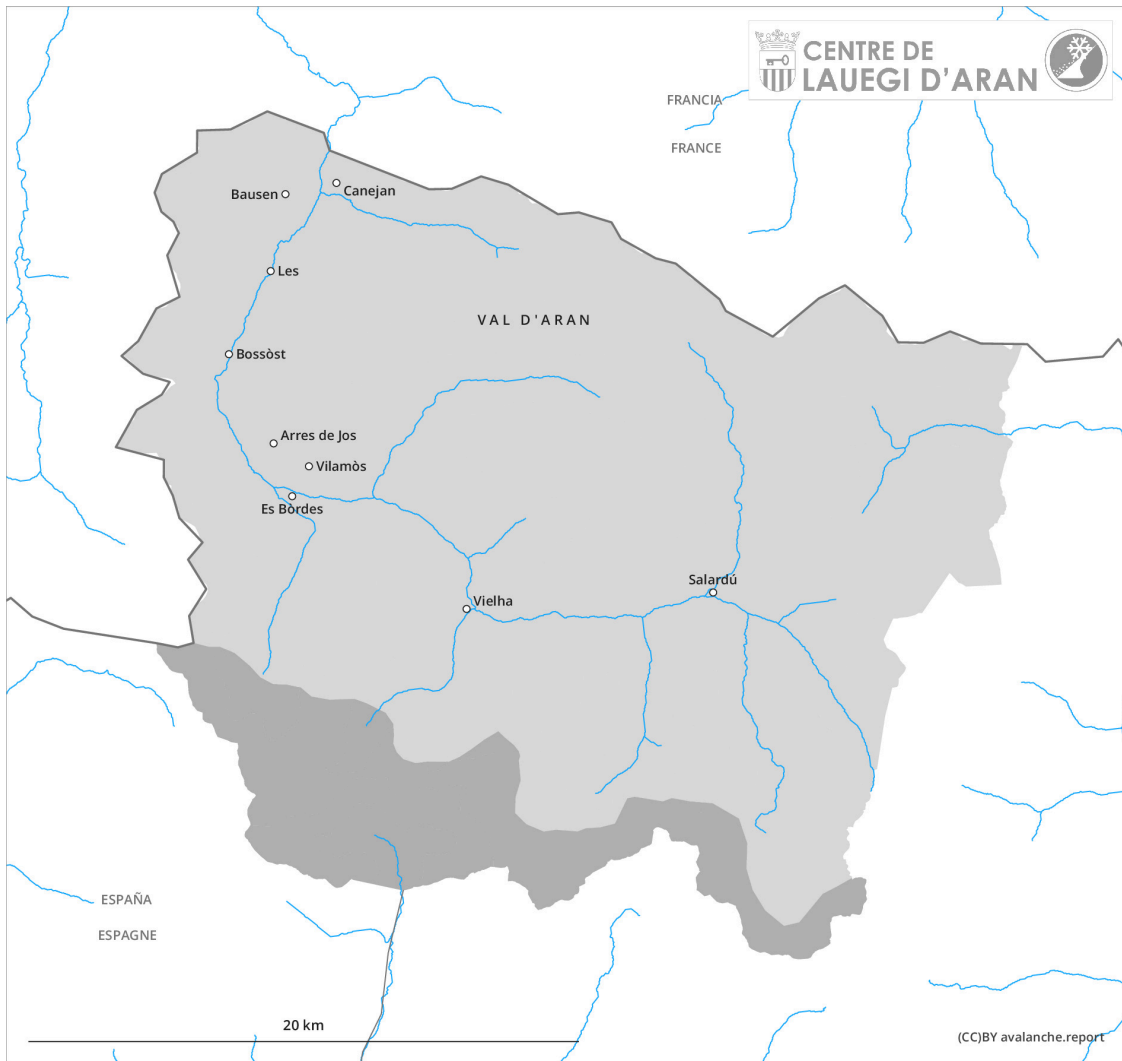 CENTRE DE
LAUEGI D'ARAN
FRANCIA
FRANCE
Bausen
Canejan
Les
VAL D'ARAN
Bossòst
Arres de Jos
Vilamòs
Es Bòrdes
Salardú
Vielha
ESPAÑA
ESPAGNE
20 km
(CC)BY avalanche.report